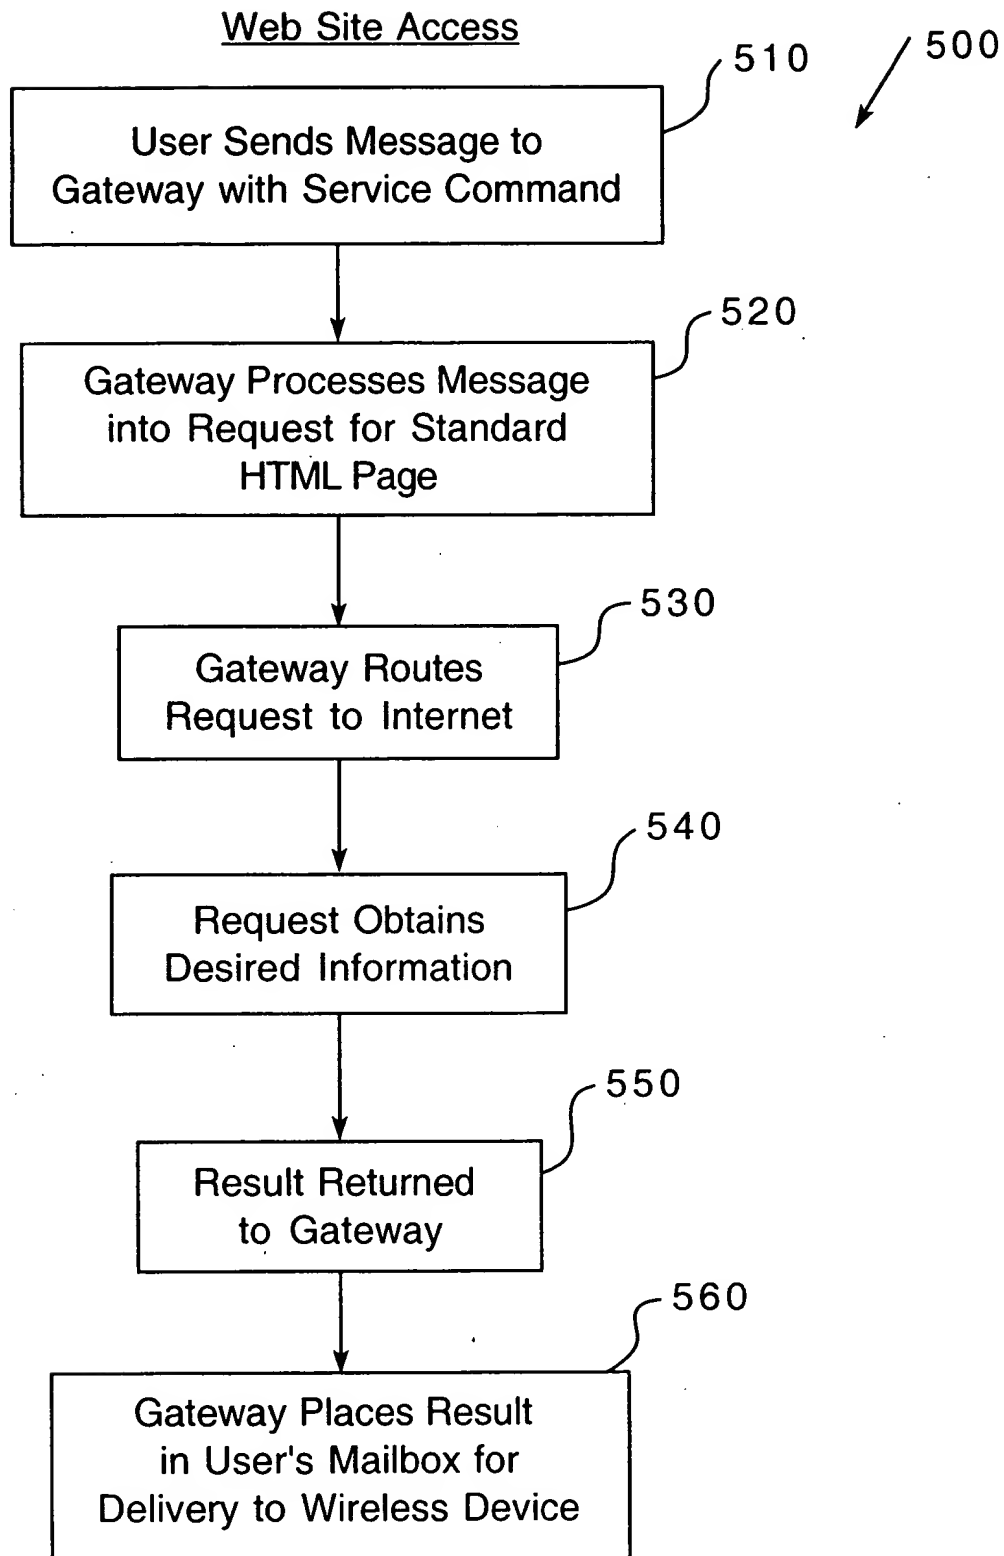 Web Site Access
500
510
User Sends Message to
Gateway with Service Command
520
Gateway Processes Message
into Request for Standard
HTML Page
530
Gateway Routes
Request to Internet
540
Request Obtains
Desired Information
550
Result Returned
to Gateway
560
Gateway Places Result
in User's Mailbox for
Delivery to Wireless Device